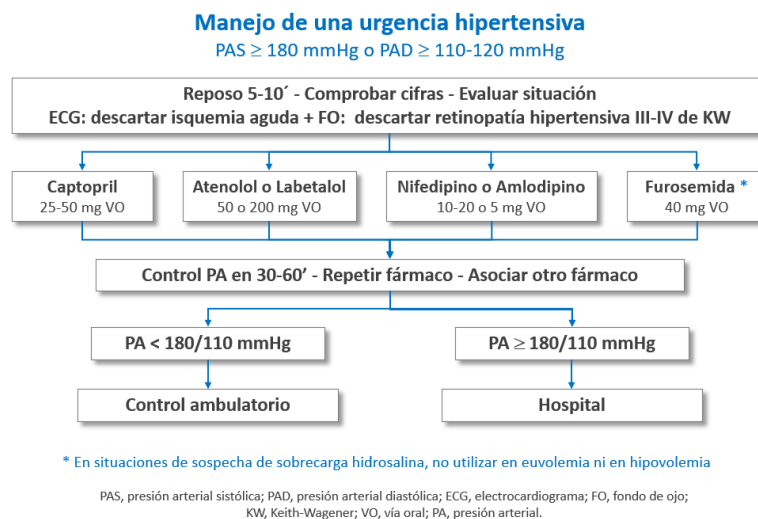 Manejo de una urgencia hipertensiva
PAS ≥ 180 mmHg o PAD ≥ 110-120 mmHg
Reposo 5-10´ - Comprobar cifras - Evaluar situación
ECG: descartar isquemia aguda + FO: descartar retinopatía hipertensiva III-IV de KW
Captopril
25-50 mg VO
Atenolol o Labetalol
50 o 200 mg VO
Nifedipino o Amlodipino
10-20 o 5 mg VO
Furosemida *
40 mg VO
Control PA en 30-60’ - Repetir fármaco - Asociar otro fármaco
PA < 180/110 mmHg
PA ≥ 180/110 mmHg
Control ambulatorio
Hospital
* En situaciones de sospecha de sobrecarga hidrosalina, no utilizar en euvolemia ni en hipovolemia
PAS, presión arterial sistólica; PAD, presión arterial diastólica; ECG, electrocardiograma; FO, fondo de ojo;
KW, Keith-Wagener; VO, vía oral; PA, presión arterial.